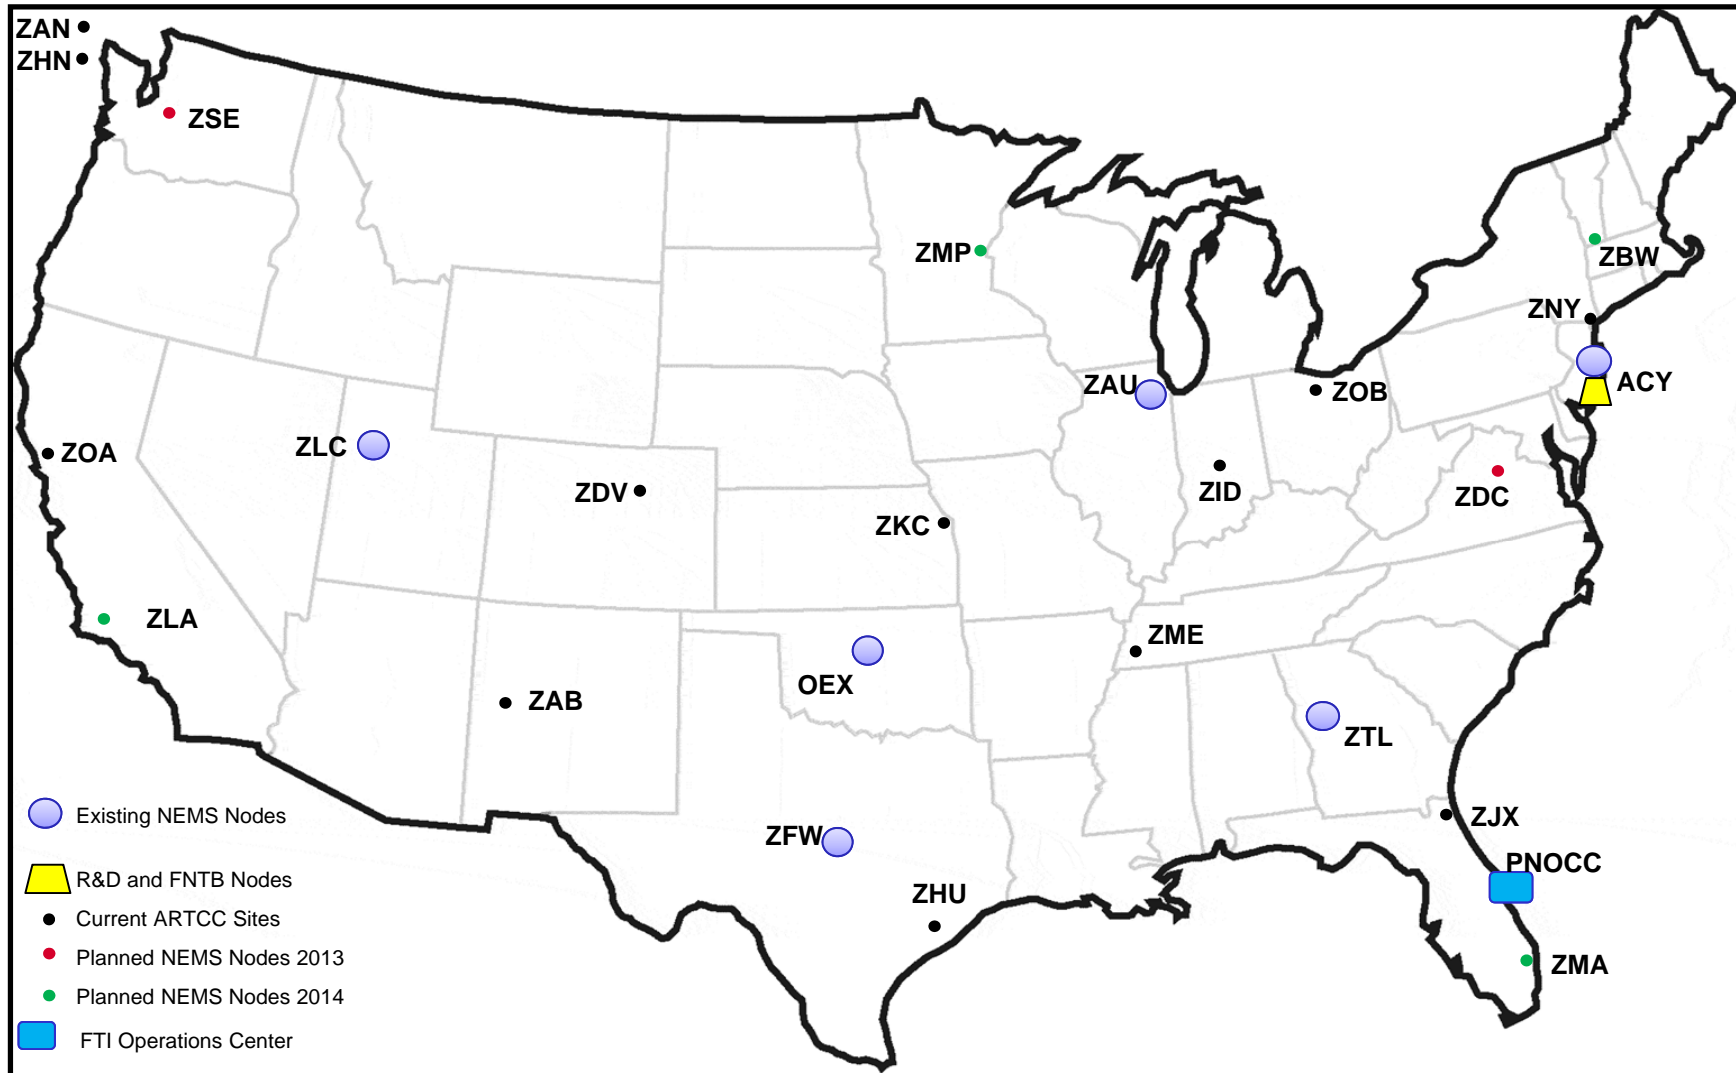 ZAN
ZHN
ZSE
ZMP
ZBW
ZNY
ZAU
ZOB
ACY
ZOA
ZLC
ZDV
ZID
ZDC
ZKC
ZLA
ZME
OEX
ZAB
ZTL
ZFW
ZJX
PNOCC
ZHU
ZMA
Existing NEMS Nodes
R&D and FNTB Nodes
Current ARTCC Sites
Planned NEMS Nodes 2013
Planned NEMS Nodes 2014
FTI Operations Center